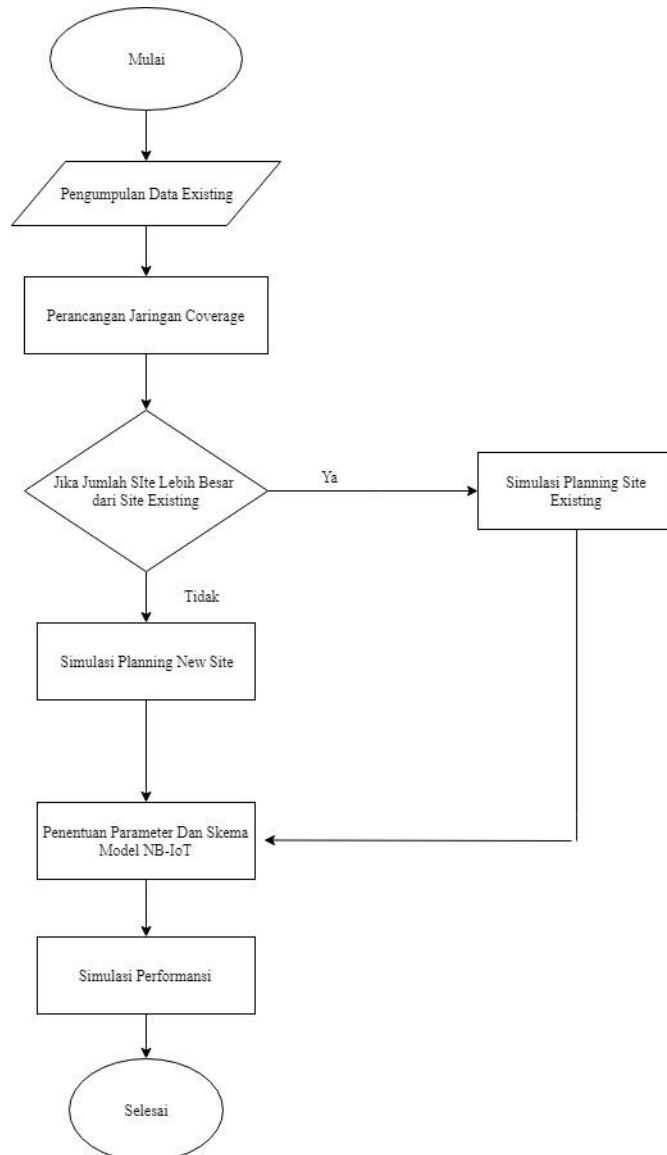 Mulai
Pengumpulan Data Existing
Perancangan Jaringan Coverage
Jika Jumlah SIte Lebih Besar
dari Site Existing
Ya
Simulasi Planning Site
Existing
Tidak
Simulasi Planning New Site
Penentuan Parameter Dan Skema
Model NB-IoT
Simulasi Performansi
Selesai